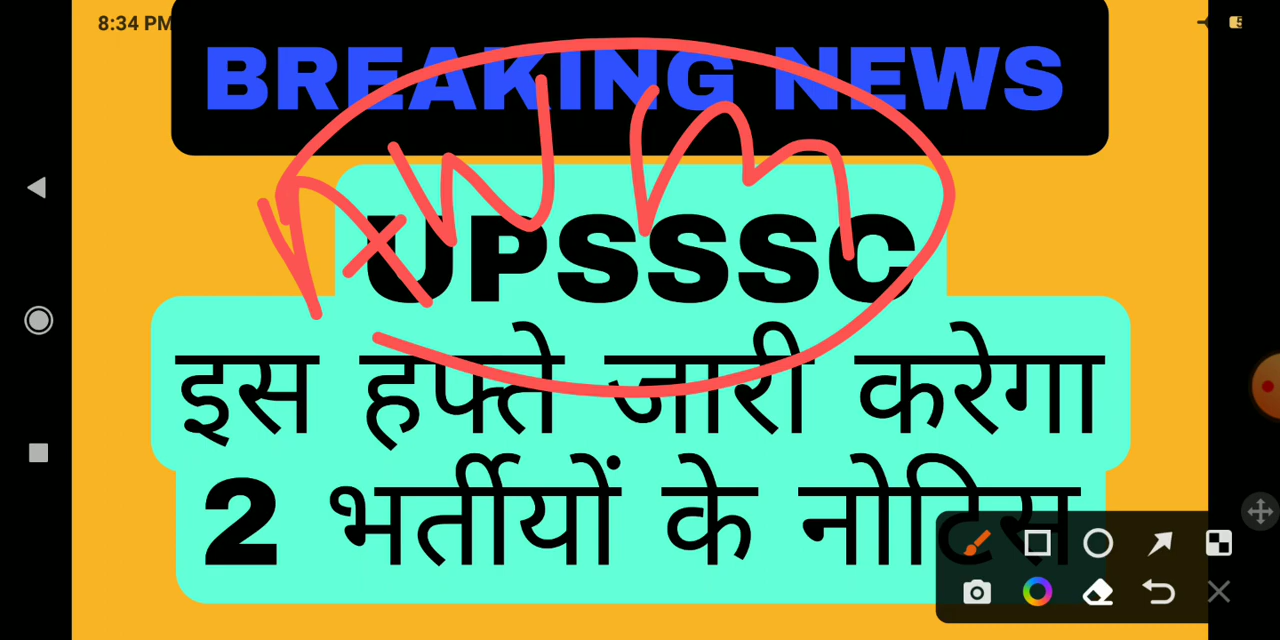 8:34 PM
BREAKING NEWS
UPSSSC
इस हफ्ते जारी करेगा
2 भर्तीयों के नोटिस